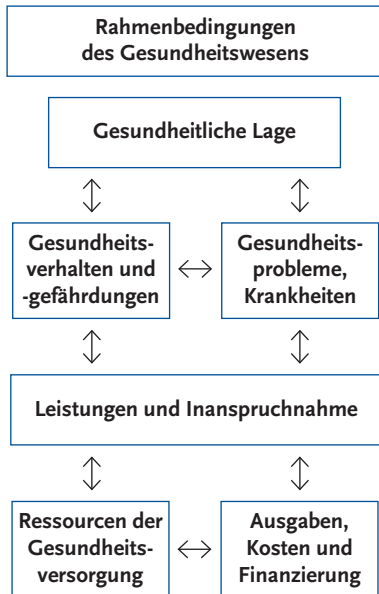 Rahmenbedingungen
des Gesundheitswesens
Gesundheitliche Lage
Gesundheits-
verhalten und
-gefährdungen
Gesundheits-
probleme,
Krankheiten
Leistungen und Inanspruchnahme
Ressourcen der
Gesundheits-
versorgung
Ausgaben,
Kosten und
Finanzierung